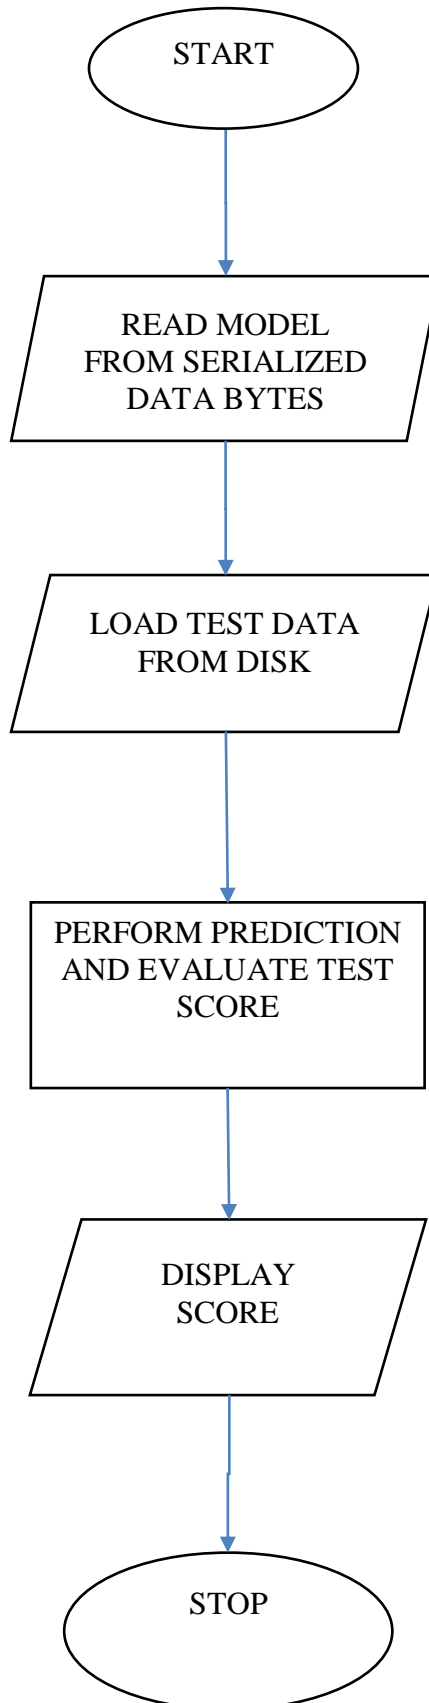 START
READ MODEL
FROM SERIALIZED
DATA BYTES
LOAD TEST DATA
FROM DISK
PERFORM PREDICTION
AND EVALUATE TEST
SCORE
DISPLAY
SCORE
STOP